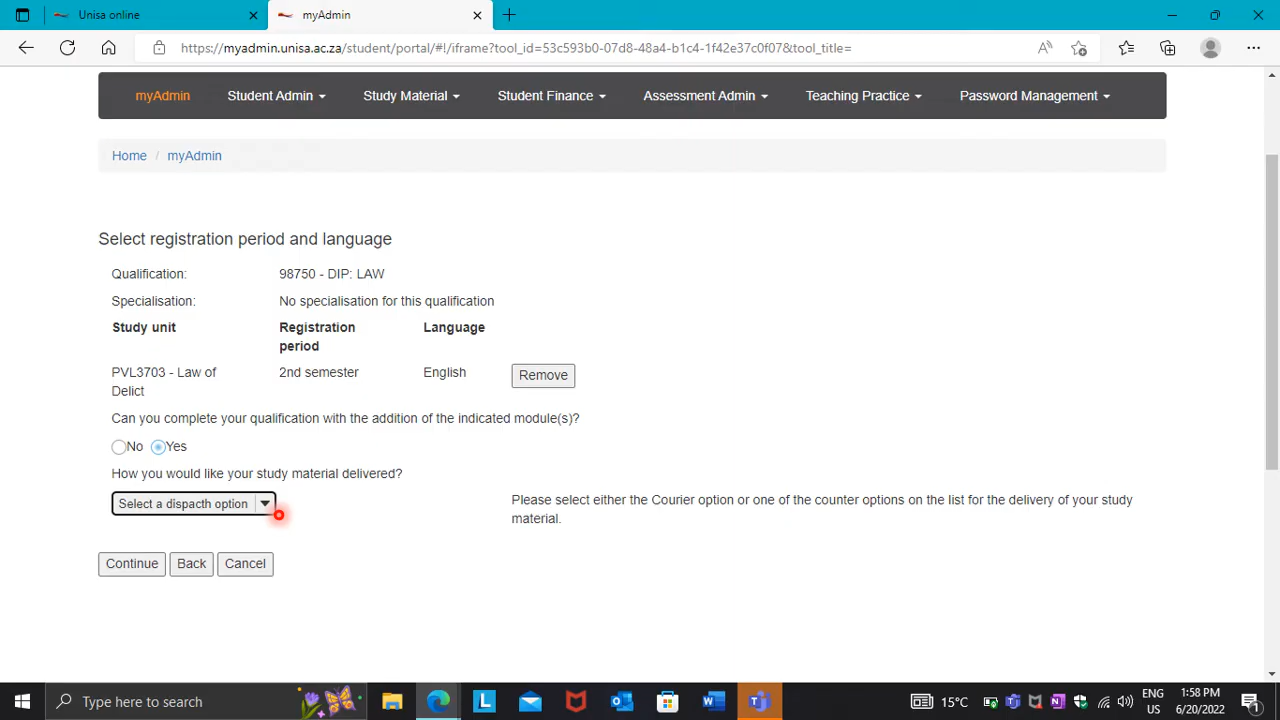 Unisa online
myAdmin
https://myadmin.unisa.ac.za/student/portal/#!/iframe?tool_id=53c593b0-07d8-48a4-b1c4-1f42e37c0f07&tool_title=
myAdmin Student Admin Study Material Student Finance Assessment Admin Teaching Practice Password Management
Home / myAdmin
Select registration period and language
Qualification: 98750 - DIP: LAW
Specialisation: No specialisation for this qualification
Study unit Registration period Language
PVL3703 - Law of Delict 2nd semester English Remove
Can you complete your qualification with the addition of the indicated module(s)?
No Yes
How you would like your study material delivered?
Select a dispacth option
Please select either the Courier option or one of the counter options on the list for the delivery of your study
material.
Continue Back Cancel
Type here to search
15°C
ENG
US
1:58 PM
6/20/2022